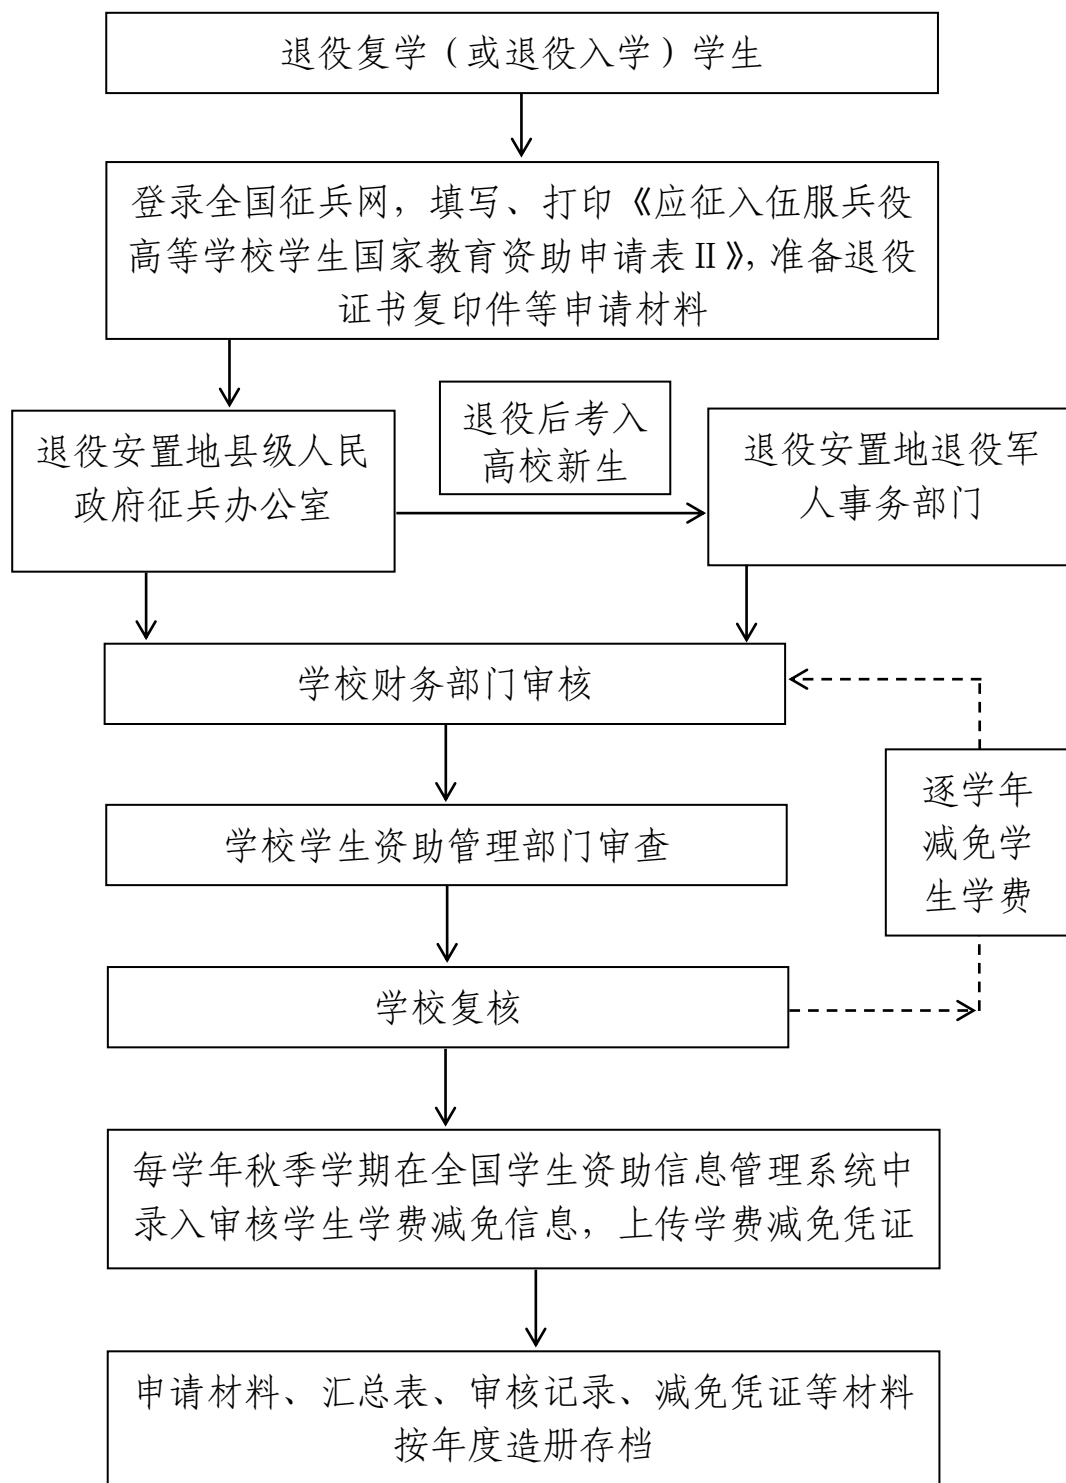 退役复学（或退役入学）学生
登录全国征兵网，填写、打印《应征入伍服兵役
高等学校学生国家教育资助申请表 II》，准备退役
证书复印件等申请材料
退役安置地县级人民
政府征兵办公室
退役后考入
高校新生
退役安置地退役军
人事务部门
学校财务部门审核
逐学年
减免学
生学费
学校学生资助管理部门审查
学校复核
每学年秋季学期在全国学生资助信息管理系统中
录入审核学生学费减免信息，上传学费减免凭证
申请材料、汇总表、审核记录、减免凭证等材料
按年度造册存档